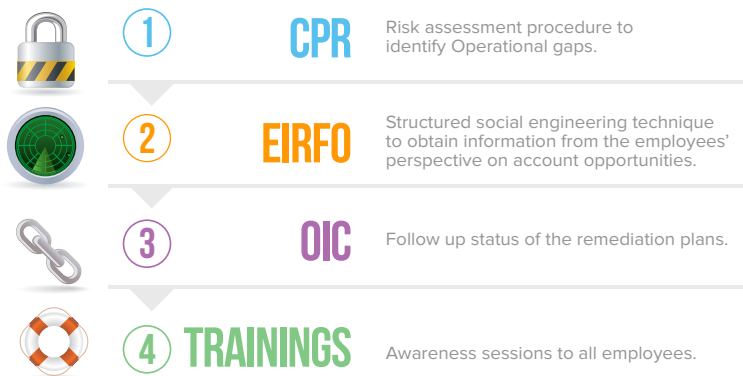 1
CPR
Risk assessment procedure to
identify Operational gaps.
2
EIRFO
Structured social engineering technique
to obtain information from the employees’
perspective on account opportunities.
3
OIC
Follow up status of the remediation plans.
4
TRAININGS
Awareness sessions to all employees.